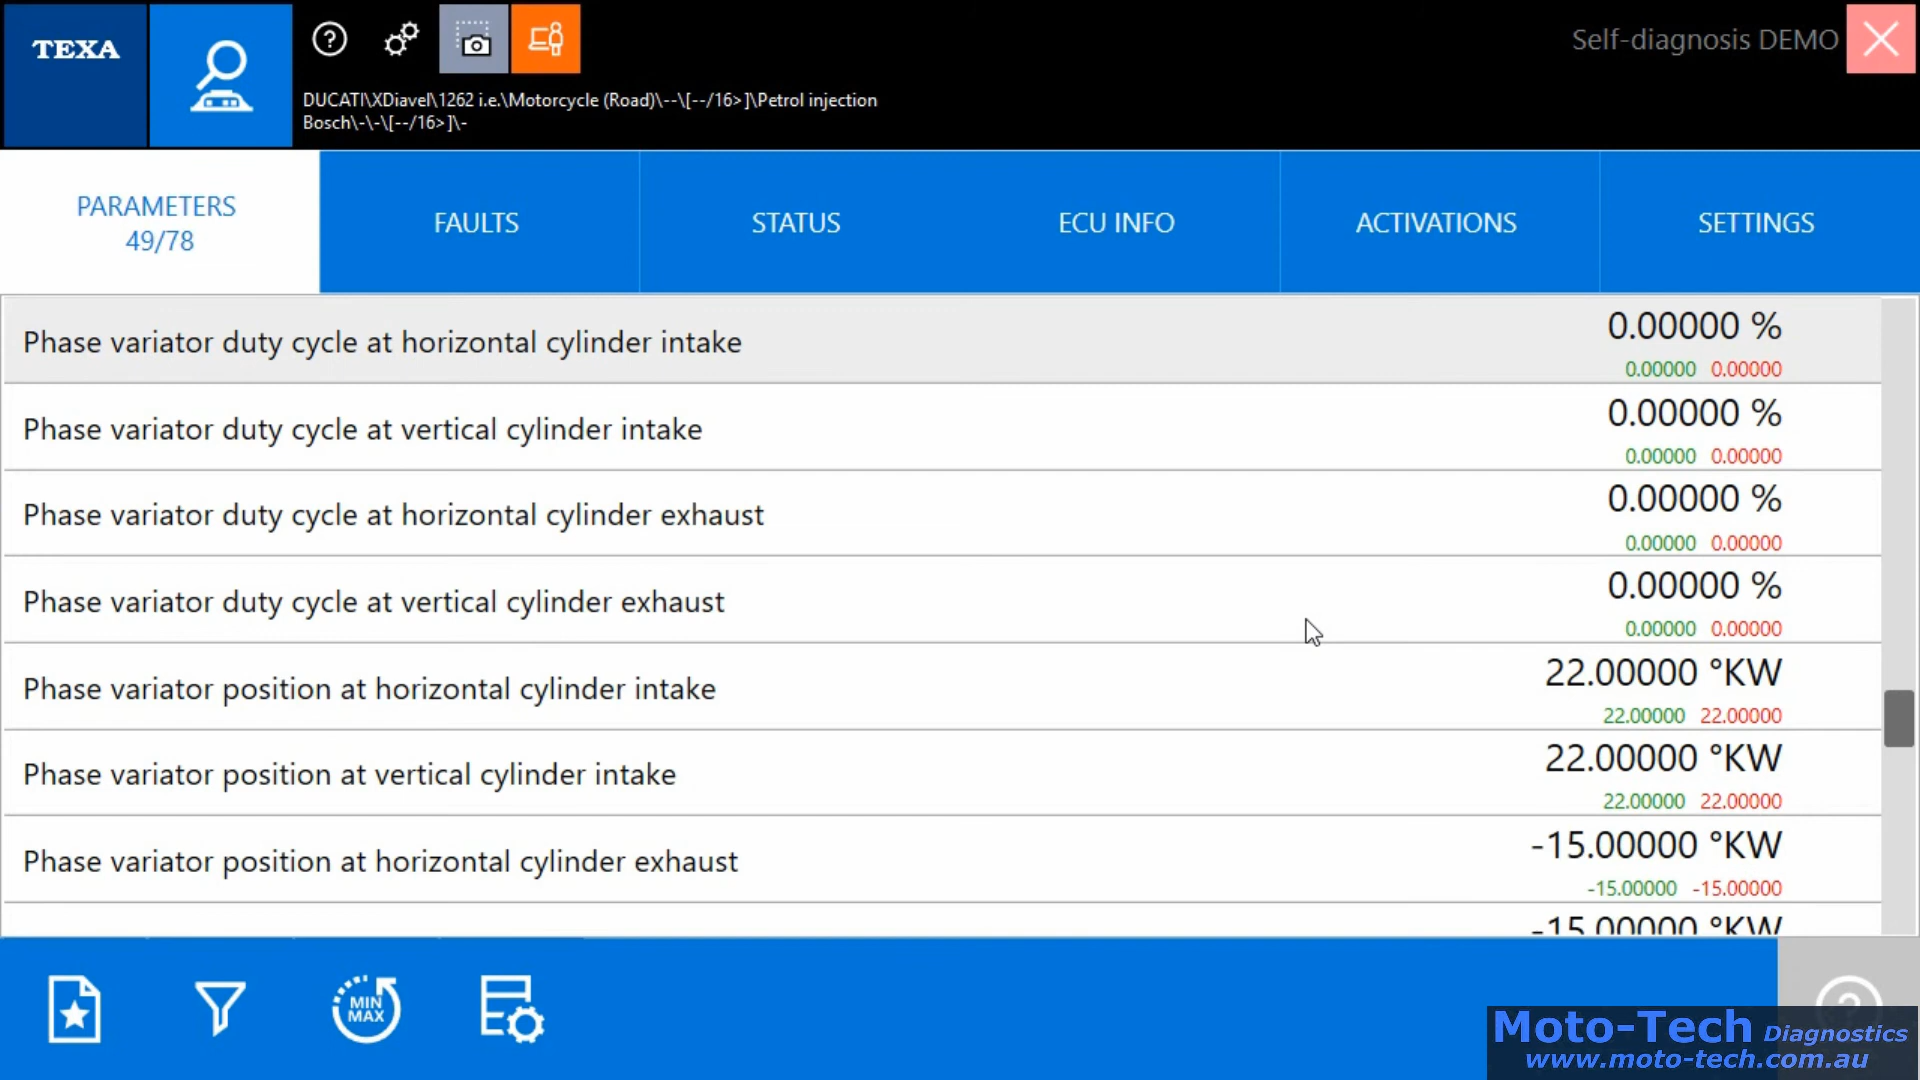 TEXA
Self-diagnosis DEMO
DUCATI\XDiavel\1262 i.e.\Motorcycle (Road)\--\[--/16>]\Petrol injection
Bosch\-\-\[--/16>]\-
PARAMETERS
49/78
FAULTS
STATUS
ECU INFO
ACTIVATIONS
SETTINGS
Phase variator duty cycle at horizontal cylinder intake
0.00000 %
0.00000 0.00000
Phase variator duty cycle at vertical cylinder intake
0.00000 %
0.00000 0.00000
Phase variator duty cycle at horizontal cylinder exhaust
0.00000 %
0.00000 0.00000
Phase variator duty cycle at vertical cylinder exhaust
0.00000 %
0.00000 0.00000
Phase variator position at horizontal cylinder intake
22.00000 °KW
22.00000 22.00000
Phase variator position at vertical cylinder intake
22.00000 °KW
22.00000 22.00000
Phase variator position at horizontal cylinder exhaust
-15.00000 °KW
-15.00000 -15.00000
-15.00000 °KW
MIN
MAX
Moto-Tech Diagnostics
www.moto-tech.com.au